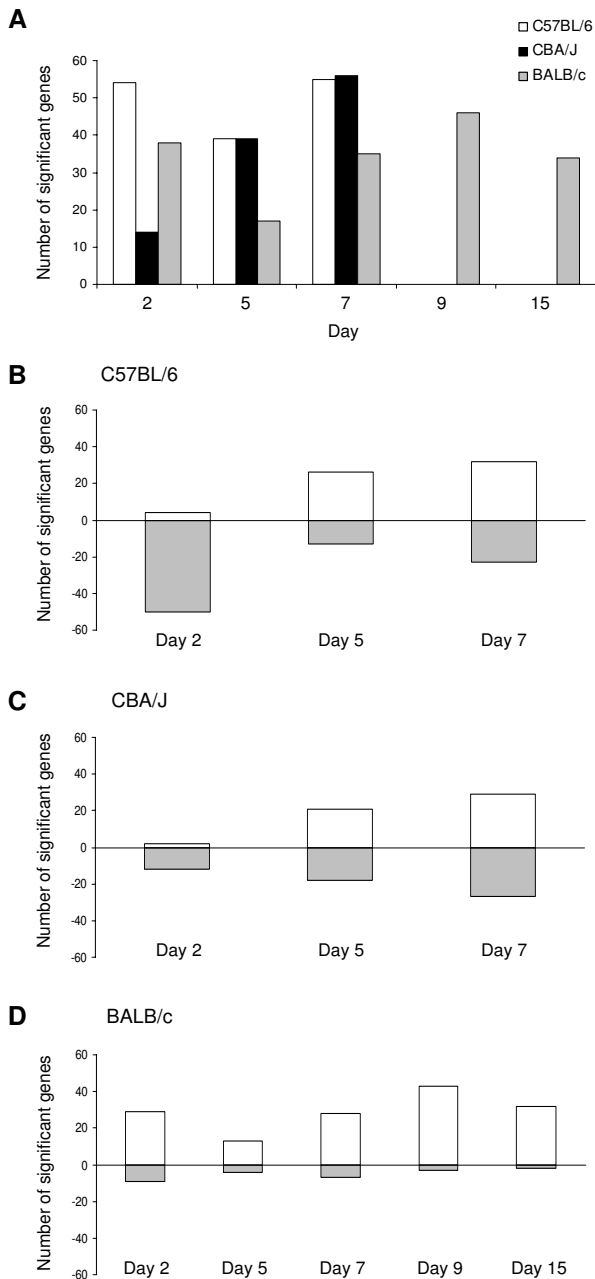 A
C57BL/6
CBA/J
BALB/c
Number of significant genes
60
50
40
30
20
10
0
2 5 7 9 15
Day
B C57BL/6
Number of significant genes
60
40
20
0
-20
-40
-60
Day 2 Day 5 Day 7
C CBA/J
Number of significant genes
60
40
20
0
-20
-40
-60
Day 2 Day 5 Day 7
D BALB/c
Number of significant genes
60
40
20
0
-20
-40
-60
Day 2 Day 5 Day 7 Day 9 Day 15